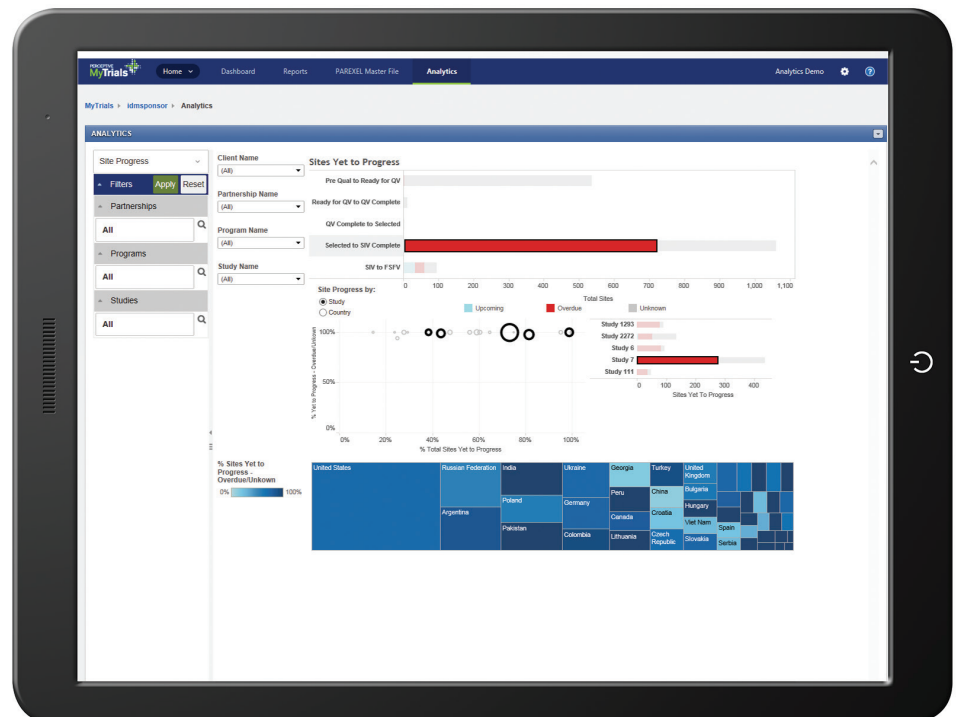 PERCEPTIVE
MyTrials
Home
Dashboard
Reports
PAREXEL Master File
Analytics
Analytics Demo
?
MyTrials › idmsponsor › Analytics
ANALYTICS
Site Progress
Filters
Apply
Reset
Partnerships
All
Programs
All
Studies
All
Client Name
(All)
Partnership Name
(All)
Program Name
(All)
Study Name
(All)
Sites Yet to Progress
Pre Qual to Ready for QV
Ready for QV to QV Complete
QV Complete to Selected
Selected to SIV Complete
SIV to FSFV
0 100 200 300 400 500 600 700 800 900 1,000 1,100
Total Sites
Site Progress by:
Study
Country
Upcoming
Overdue
Unknown
% Yet to Progress - Overdue/Unkown
100%
50%
0%
0% 20% 40% 60% 80% 100%
% Total Sites Yet to Progress
Study 1293
Study 2272
Study 6
Study 7
Study 111
0 100 200 300 400
Sites Yet To Progress
% Sites Yet to
Progress -
Overdue/Unkown
0% 100%
United States
Russian Federation
Argentina
India
Poland
Pakistan
Ukraine
Germany
Colombia
Georgia
Peru
Canada
Lithuania
Turkey
China
Croatia
Czech
Republic
United
Kingdom
Bulgaria
Hungary
Viet Nam
Slovakia
Spain
Serbia